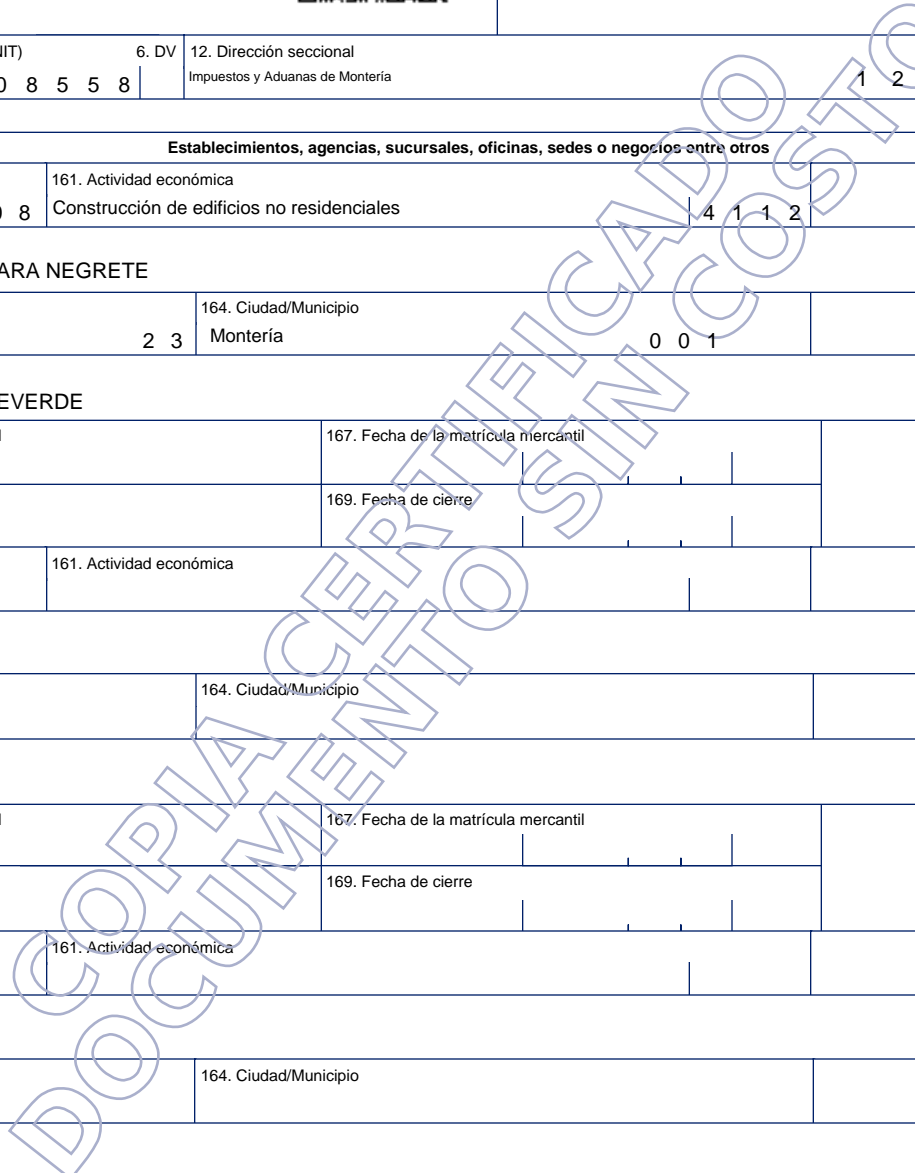 NIT) 6. DV 12. Dirección seccional
0 8 5 5 8 Impuestos y Aduanas de Montería 1 2
Establecimientos, agencias, sucursales, oficinas, sedes o negocios entre otros
161. Actividad económica
0 8 Construcción de edificios no residenciales 4 1 1 2
ARA NEGRETE
164. Ciudad/Municipio
2 3 Montería 0 0 1
EVERDE
167. Fecha de la matrícula mercantil
169. Fecha de cierre
161. Actividad económica
164. Ciudad/Municipio
167. Fecha de la matrícula mercantil
169. Fecha de cierre
161. Actividad económica
164. Ciudad/Municipio
COPIA CERTIFICADO
DOCUMENTO SIN COSTO